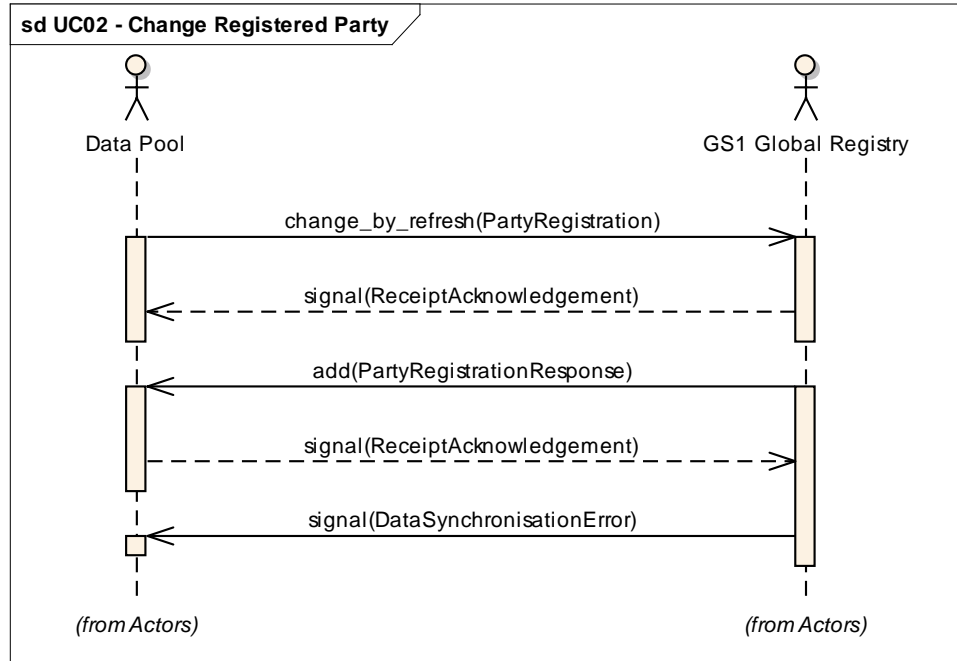 sd UC02 - Change Registered Party
Data Pool
GS1 Global Registry
change_by_refresh(PartyRegistration)
signal(ReceiptAcknowledgement)
add(PartyRegistrationResponse)
signal(ReceiptAcknowledgement)
signal(DataSynchronisationError)
(from Actors)
(from Actors)